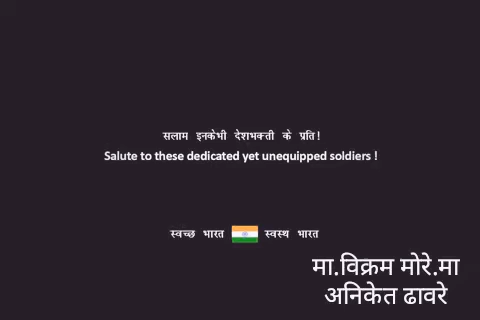 सलाम इनकेभी देशभक्ती के प्रति!
Salute to these dedicated yet unequipped soldiers !
स्वच्छ भारत स्वस्थ भारत
मा.विक्रम मोरे.मा
अनिकेत ढावरे